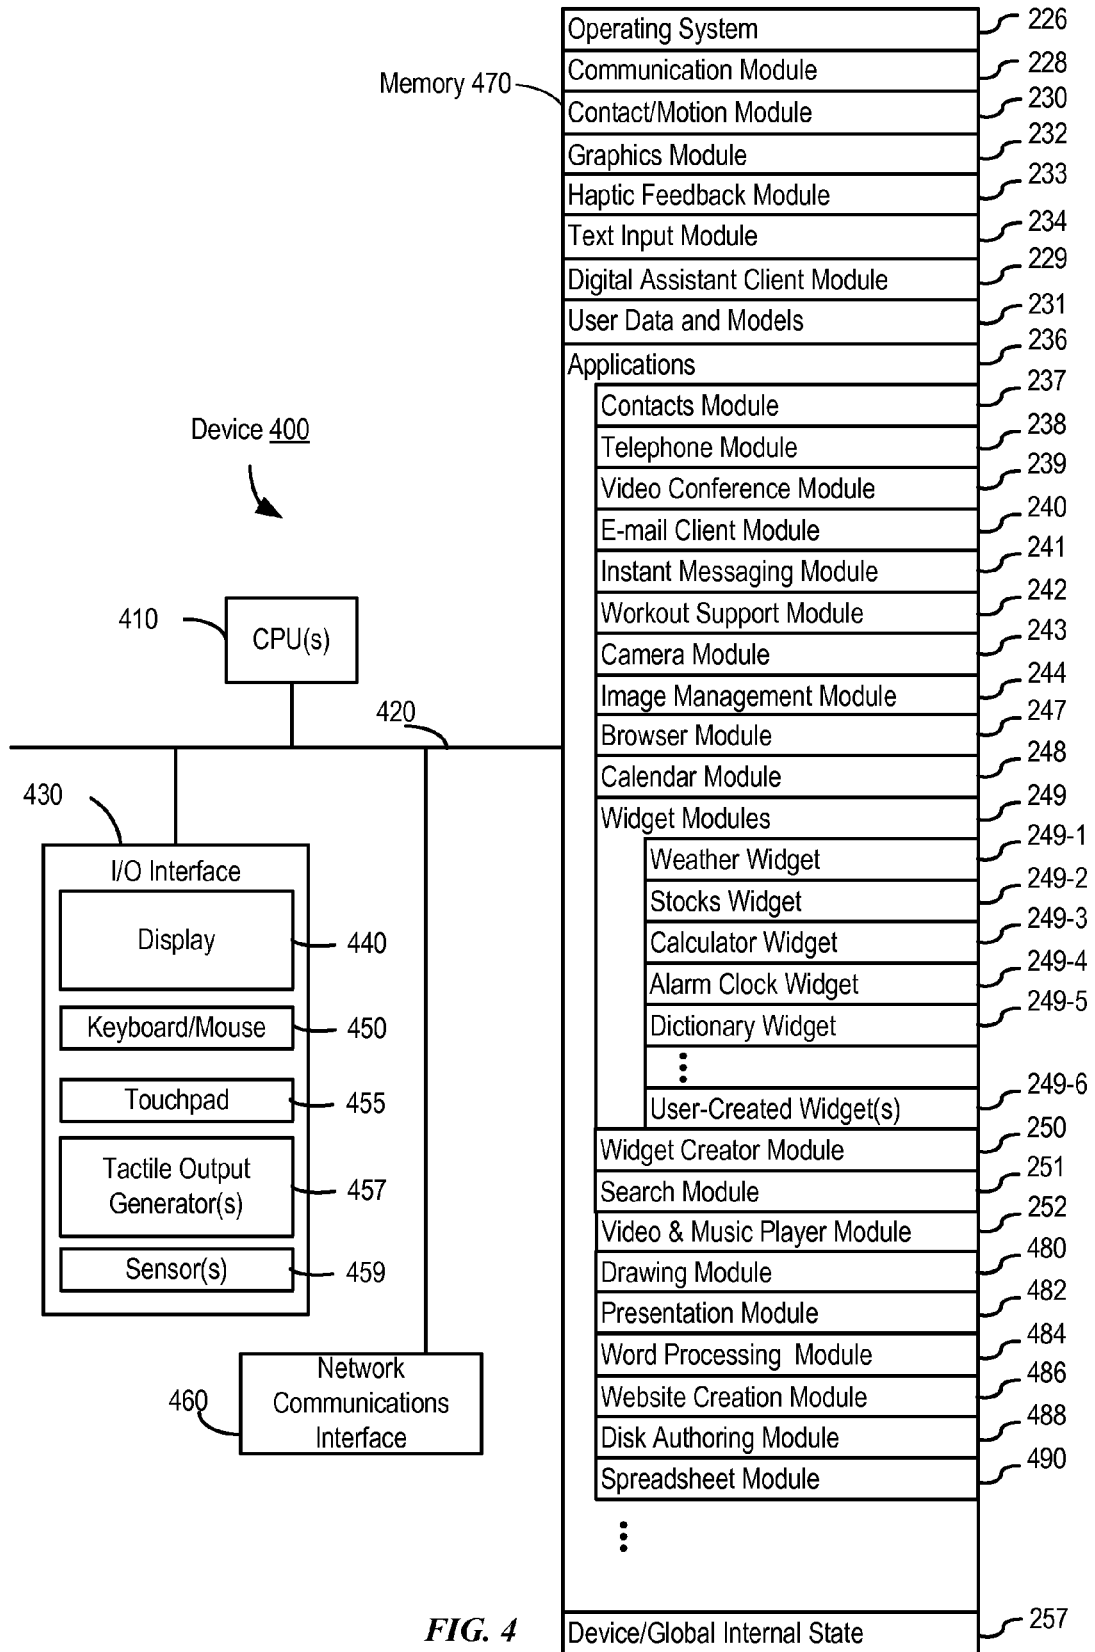 Operating System 226
Communication Module 228
Memory 470
Contact/Motion Module 230
Graphics Module 232
Haptic Feedback Module 233
Text Input Module 234
Digital Assistant Client Module 229
User Data and Models 231
Applications 236
Contacts Module 237
Telephone Module 238
Video Conference Module 239
E-mail Client Module 240
Instant Messaging Module 241
Workout Support Module 242
Camera Module 243
Image Management Module 244
Browser Module 247
Calendar Module 248
Widget Modules 249
Weather Widget 249-1
Stocks Widget 249-2
Calculator Widget 249-3
Alarm Clock Widget 249-4
Dictionary Widget 249-5
User-Created Widget(s) 249-6
Widget Creator Module 250
Search Module 251
Video & Music Player Module 252
Drawing Module 480
Presentation Module 482
Word Processing  Module 484
Website Creation Module 486
Disk Authoring Module 488
Spreadsheet Module 490
Device/Global Internal State 257
Device 400
410
CPU(s)
420
430
I/O Interface
Display 440
Keyboard/Mouse 450
Touchpad 455
Tactile Output
Generator(s) 457
Sensor(s) 459
460
Network
Communications
Interface
FIG. 4